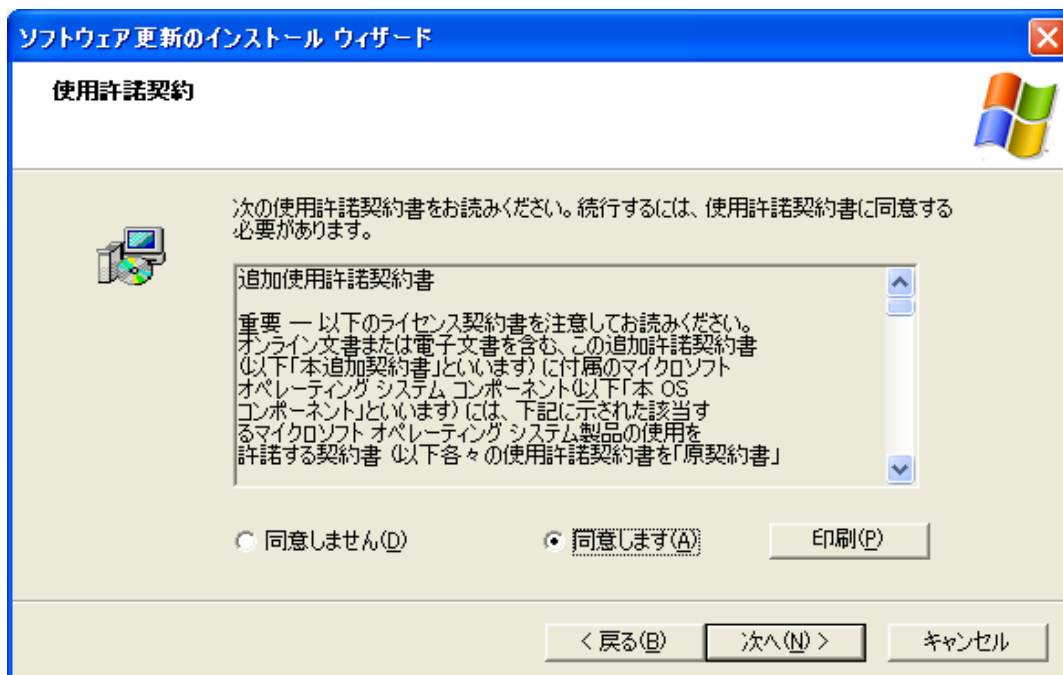 ソフトウェア更新のインストール ウィザード
使用許諾契約
次の使用許諾契約書をお読みください。続行するには、使用許諾契約書に同意する
必要があります。
追加使用許諾契約書
重要 ― 以下のライセンス契約書を注意してお読みください。
オンライン文書または電子文書を含む、この追加許諾契約書
(以下「本追加契約書」といいます) に付属のマイクロソフト
オペレーティング システム コンポーネント(以下「本 OS
コンポーネント」といいます) には、下記に示された該当す
るマイクロソフト オペレーティング システム製品の使用を
許諾する契約書 (以下各々の使用許諾契約書を「原契約書」
同意しません(D)
同意します(A)
印刷(P)
< 戻る(B)
次へ(N) >
キャンセル